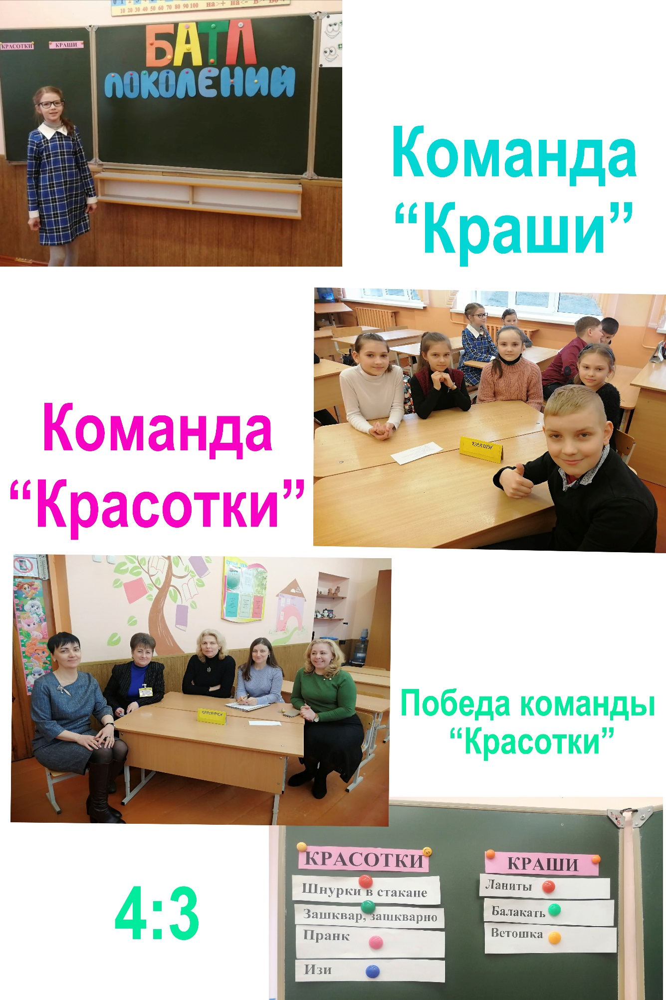 10 20 30 40 50 60 70 80 90 100 на>+ на<-
КРАСОТКИ
КРАШИ
БАТЛ
ПОКОЛЕНИЙ
Команда
“Краши”
КРАШИ
Команда
“Красотки”
КРАСОТКИ
Победа команды
“Красотки”
4:3
КРАСОТКИ
Шнурки в стакане
Зашквар, зашкварно
Пранк
Изи
КРАШИ
Ланиты
Балакать
Ветошка